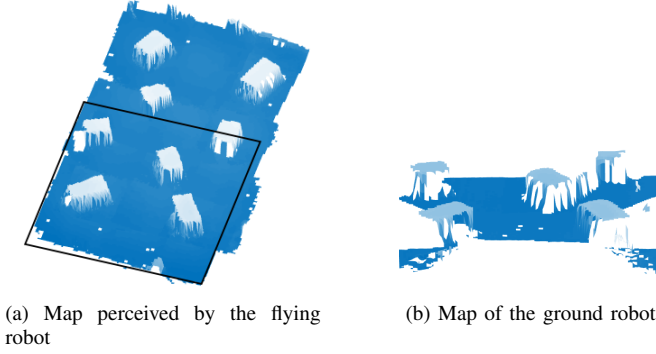 (a) Map perceived by the flying
robot
(b) Map of the ground robot